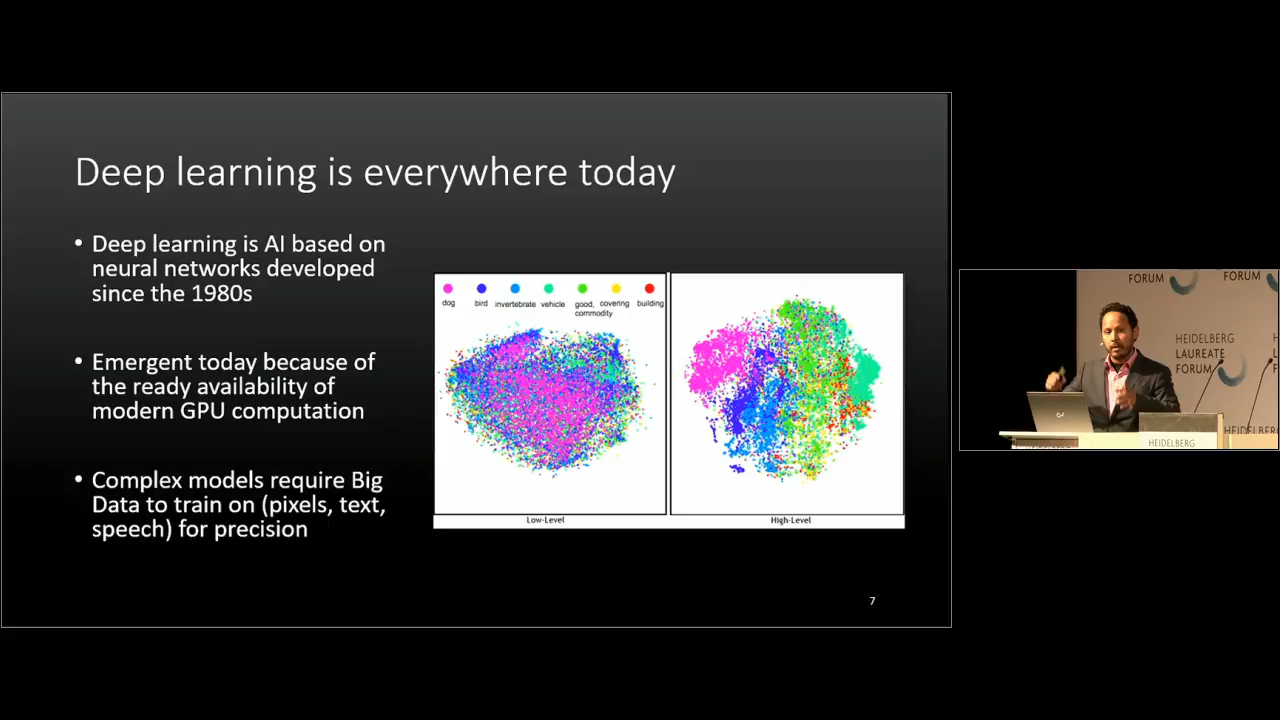 Deep learning is everywhere today
• Deep learning is AI based on
neural networks developed
since the 1980s
• Emergent today because of
the ready availability of
modern GPU computation
• Complex models require Big
Data to train on (pixels, text,
speech) for precision
dog bird invertebrate vehicle good, commodity covering building
Low-Level
High-Level
7
FORUM
FORUM
HEIDELBERG
LAUREATE
FORUM
HEIDELBERG
HEIDELBERG